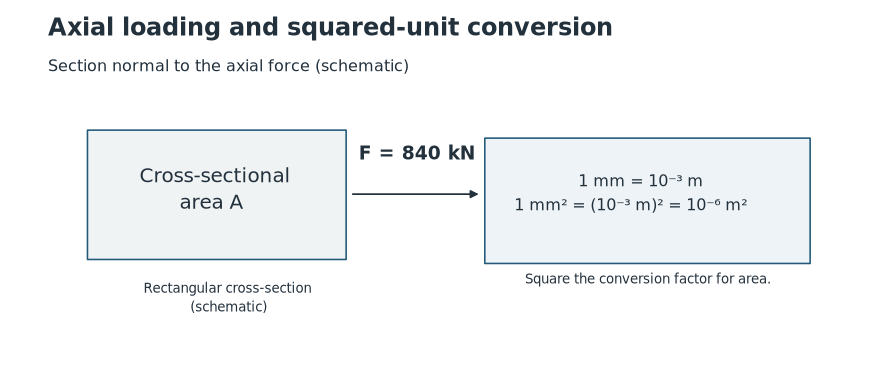 Axial loading and squared-unit conversion
Section normal to the axial force (schematic)
Cross-sectional
area A
F = 840 kN
1 mm = 10⁻³ m
1 mm² = (10⁻³ m)² = 10⁻⁶ m²
Rectangular cross-section
(schematic)
Square the conversion factor for area.